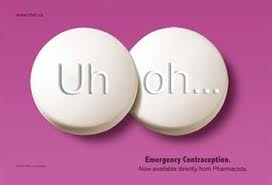 Uh oh...
Emergency Contraception.
Now available directly from Pharmacists.